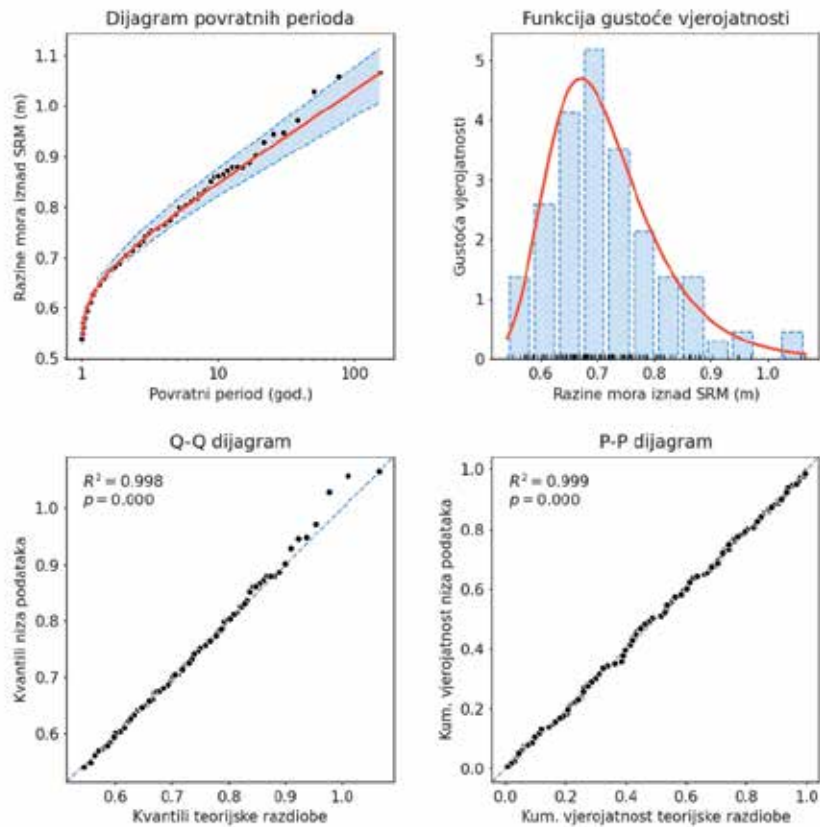 Dijagram povratnih perioda
Razine mora iznad SRM (m)
1.1
1.0
0.9
0.8
0.7
0.6
0.5
1
10
100
Povratni period (god.)
Funkcija gustoće vjerojatnosti
Gustoća vjerojatnosti
5
4
3
2
1
0
0.6
0.7
0.8
0.9
1.0
Razine mora iznad SRM (m)
Q-Q dijagram
R² = 0.998
p = 0.000
Kvantili niza podataka
1.0
0.9
0.8
0.7
0.6
0.6
0.7
0.8
0.9
1.0
Kvantili teorijske razdiobe
P-P dijagram
R² = 0.999
p = 0.000
Kum. vjerojatnost niza podataka
1.0
0.8
0.6
0.4
0.2
0.0
0.0
0.2
0.4
0.6
0.8
1.0
Kum. vjerojatnost teorijske razdiobe